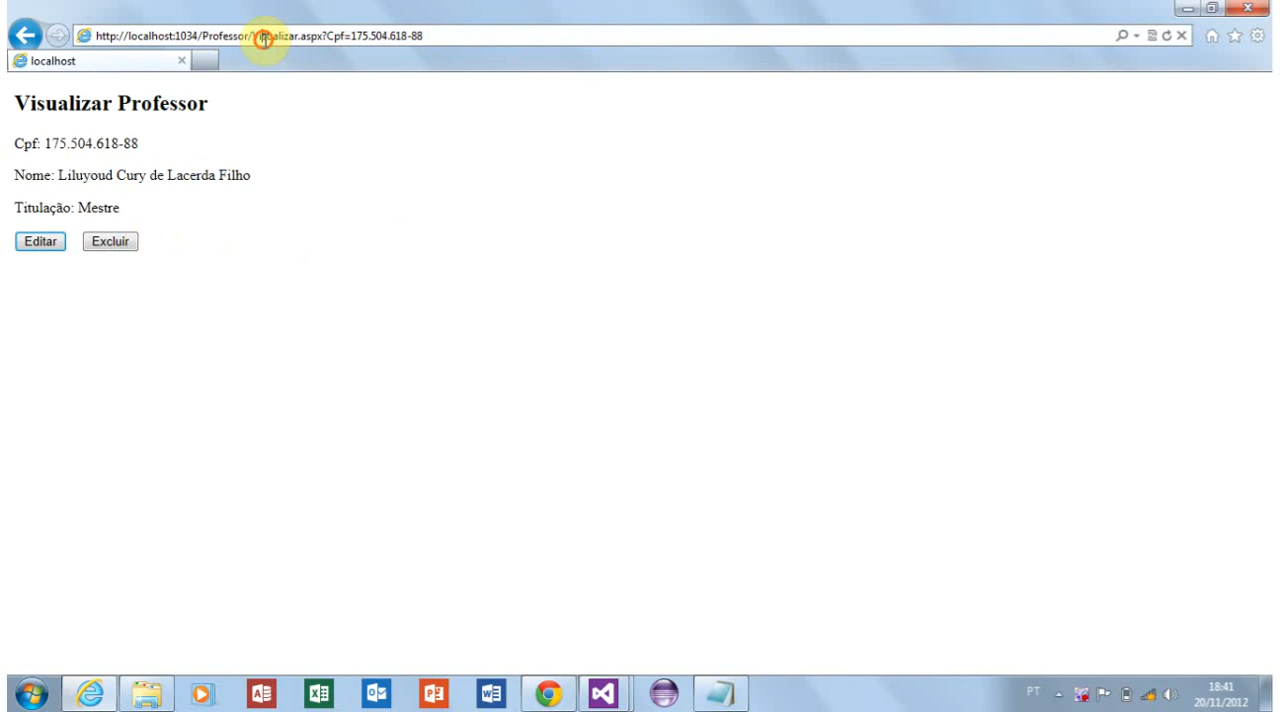 http://localhost:1034/Professor/Visualizar.aspx?Cpf=175.504.618-88
localhost
Visualizar Professor
Cpf: 175.504.618-88
Nome: Liluyoud Cury de Lacerda Filho
Titulação: Mestre
Editar Excluir
PT
18:41
20/11/2012